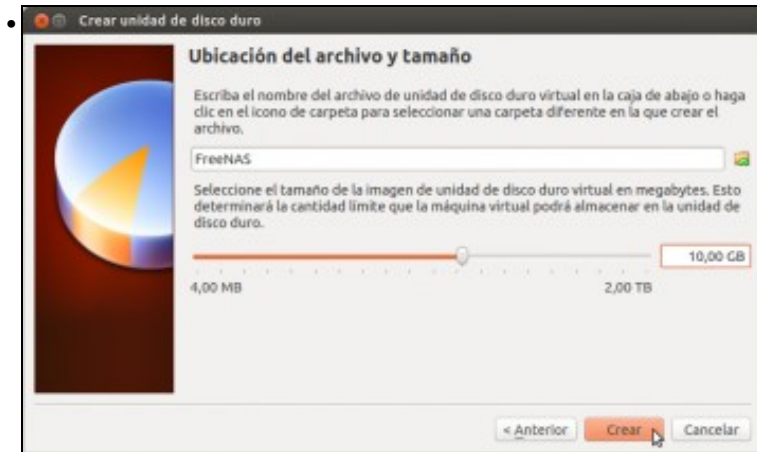 Crear unidad de disco duro
Ubicación del archivo y tamaño
Escriba el nombre del archivo de unidad de disco duro virtual en la caja de abajo o haga
clic en el icono de carpeta para seleccionar una carpeta diferente en la que crear el
archivo.
FreeNAS
Seleccione el tamaño de la imagen de unidad de disco duro virtual en megabytes. Esto
determinará la cantidad límite que la máquina virtual podrá almacenar en la unidad de
disco duro.
10,00 GB
4,00 MB 2,00 TB
< Anterior Crear Cancelar